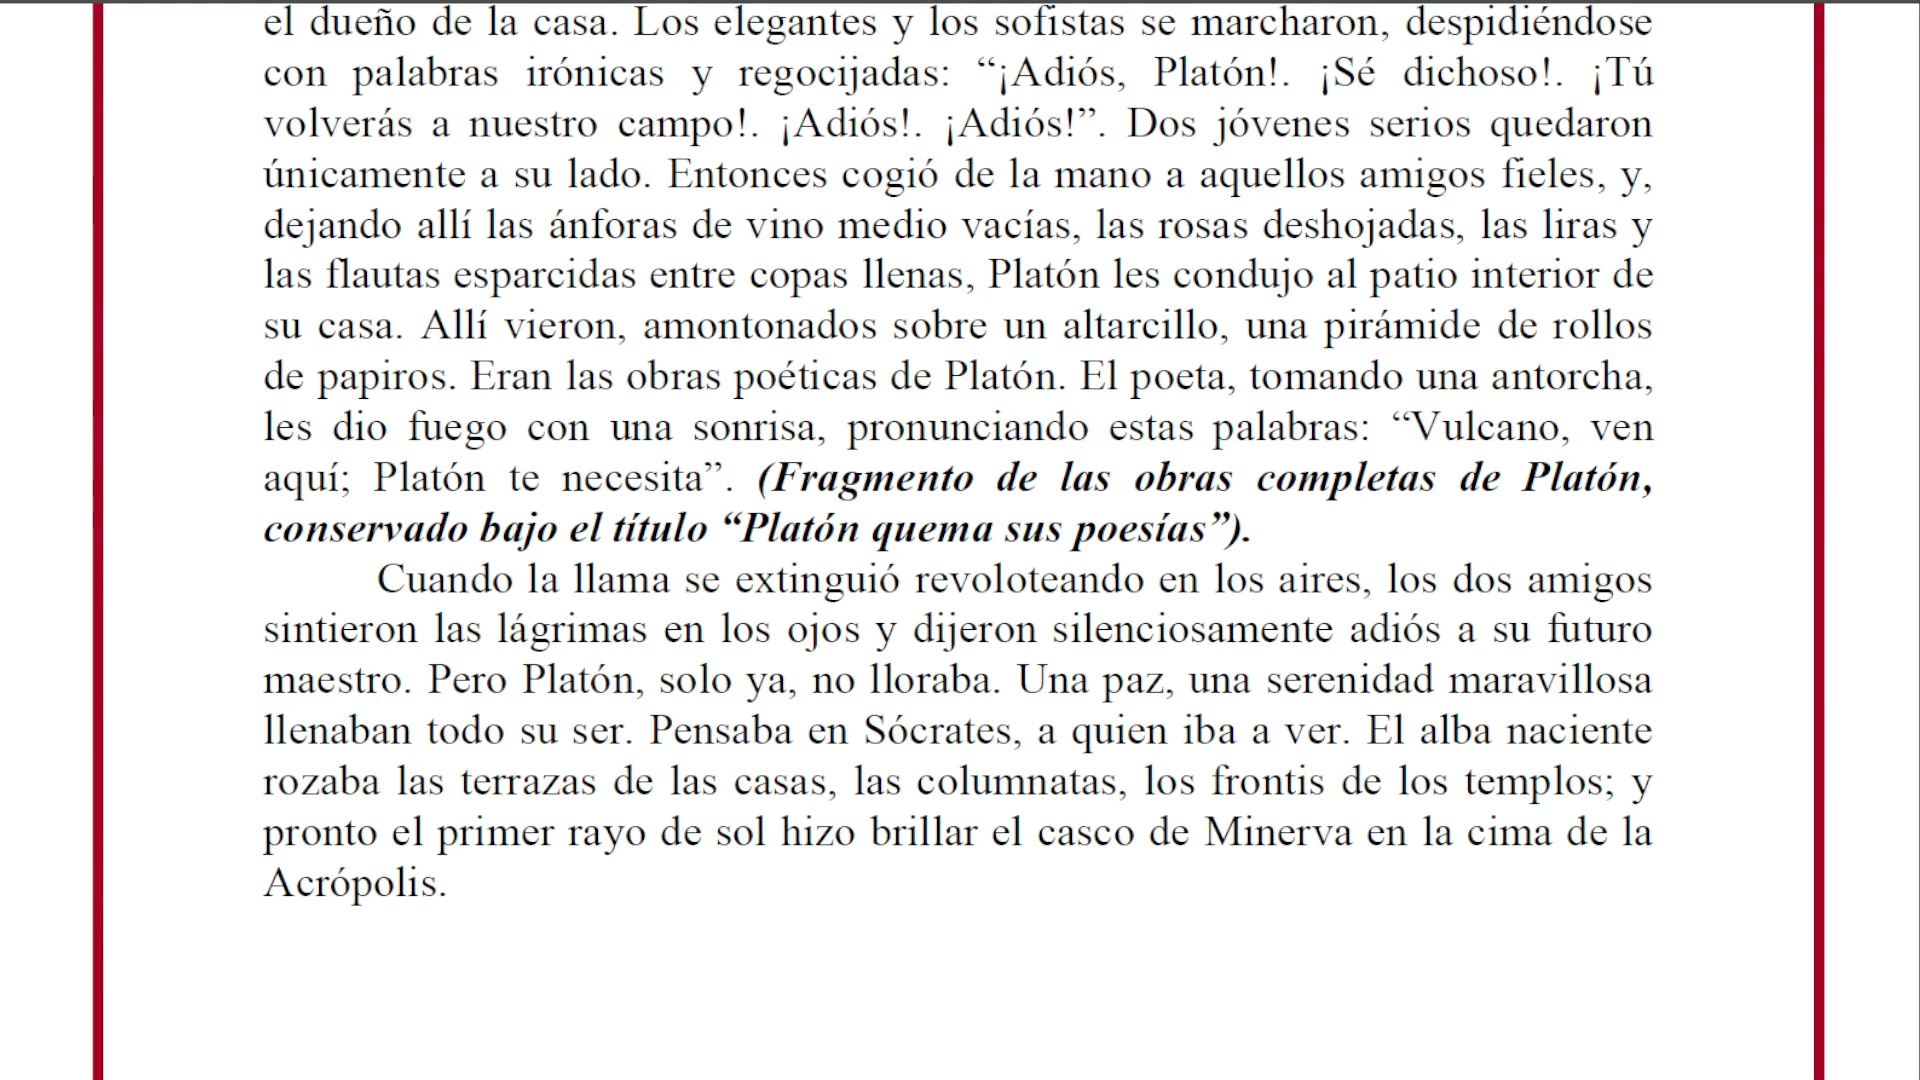 el dueño de la casa. Los elegantes y los sofistas se marcharon, despidiéndose
con palabras irónicas y regocijadas: “¡Adiós, Platón!. ¡Sé dichoso!. ¡Tú
volverás a nuestro campo!. ¡Adiós!. ¡Adiós!”. Dos jóvenes serios quedaron
únicamente a su lado. Entonces cogió de la mano a aquellos amigos fieles, y,
dejando allí las ánforas de vino medio vacías, las rosas deshojadas, las liras y
las flautas esparcidas entre copas llenas, Platón les condujo al patio interior de
su casa. Allí vieron, amontonados sobre un altarcillo, una pirámide de rollos
de papiros. Eran las obras poéticas de Platón. El poeta, tomando una antorcha,
les dio fuego con una sonrisa, pronunciando estas palabras: “Vulcano, ven
aquí; Platón te necesita”. (Fragmento de las obras completas de Platón,
conservado bajo el título “Platón quema sus poesías”).
Cuando la llama se extinguió revoloteando en los aires, los dos amigos
sintieron las lágrimas en los ojos y dijeron silenciosamente adiós a su futuro
maestro. Pero Platón, solo ya, no lloraba. Una paz, una serenidad maravillosa
llenaban todo su ser. Pensaba en Sócrates, a quien iba a ver. El alba naciente
rozaba las terrazas de las casas, las columnatas, los frontis de los templos; y
pronto el primer rayo de sol hizo brillar el casco de Minerva en la cima de la
Acrópolis.